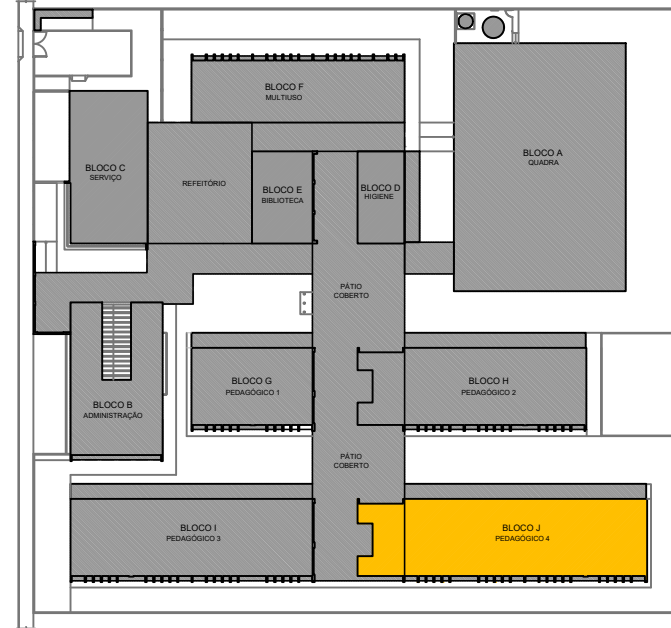 BLOCO F
MULTIUSO
BLOCO A
QUADRA
BLOCO C
SERVIÇO
REFEITÓRIO
BLOCO E
BIBLIOTECA
BLOCO D
HIGIENE
PÁTIO
COBERTO
BLOCO G
PEDAGÓGICO 1
BLOCO H
PEDAGÓGICO 2
BLOCO B
ADMINISTRAÇÃO
PÁTIO
COBERTO
BLOCO I
PEDAGÓGICO 3
BLOCO J
PEDAGÓGICO 4